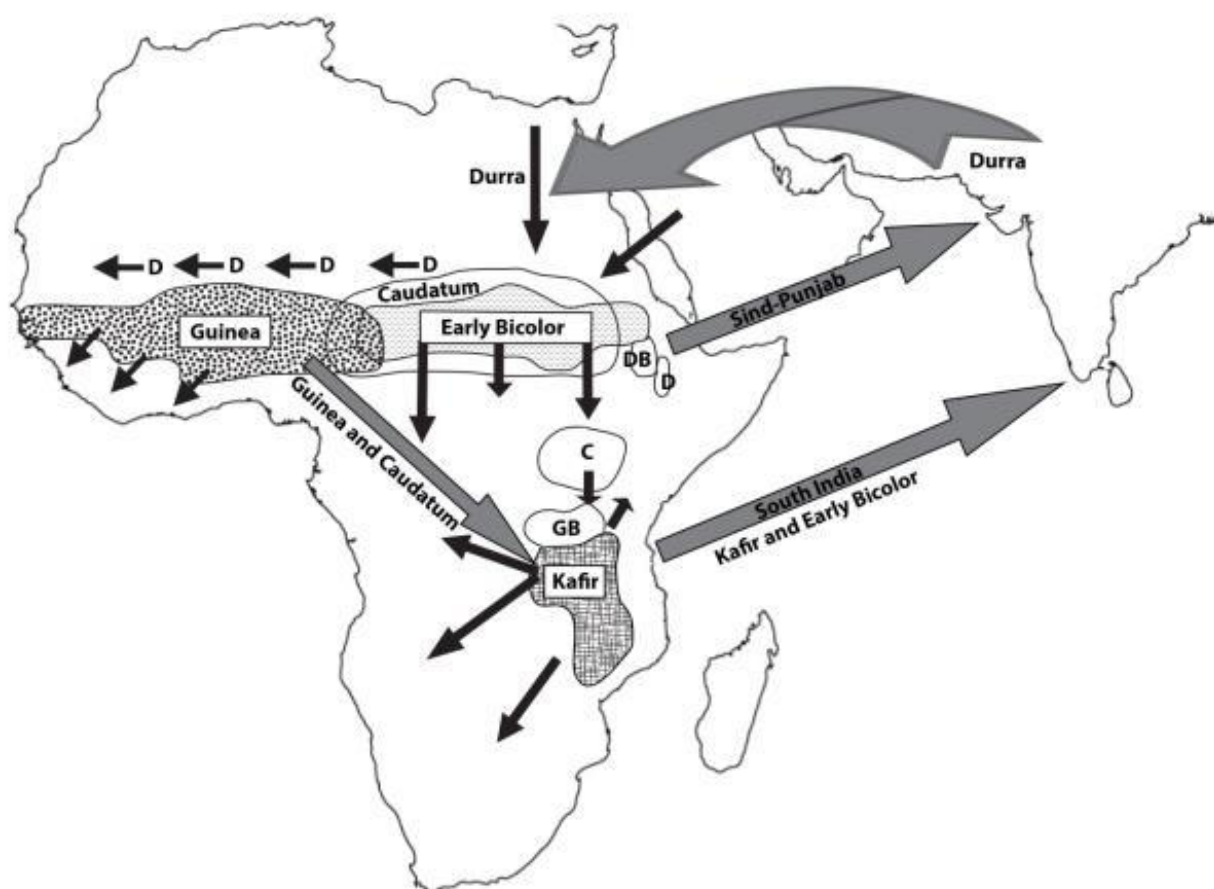 Durra
Durra
D
D
D
D
Caudatum
Sind-Punjab
Guinea
Early Bicolor
DB
D
Guinea and Caudatum
C
South India
Kafir and Early Bicolor
GB
Kafir